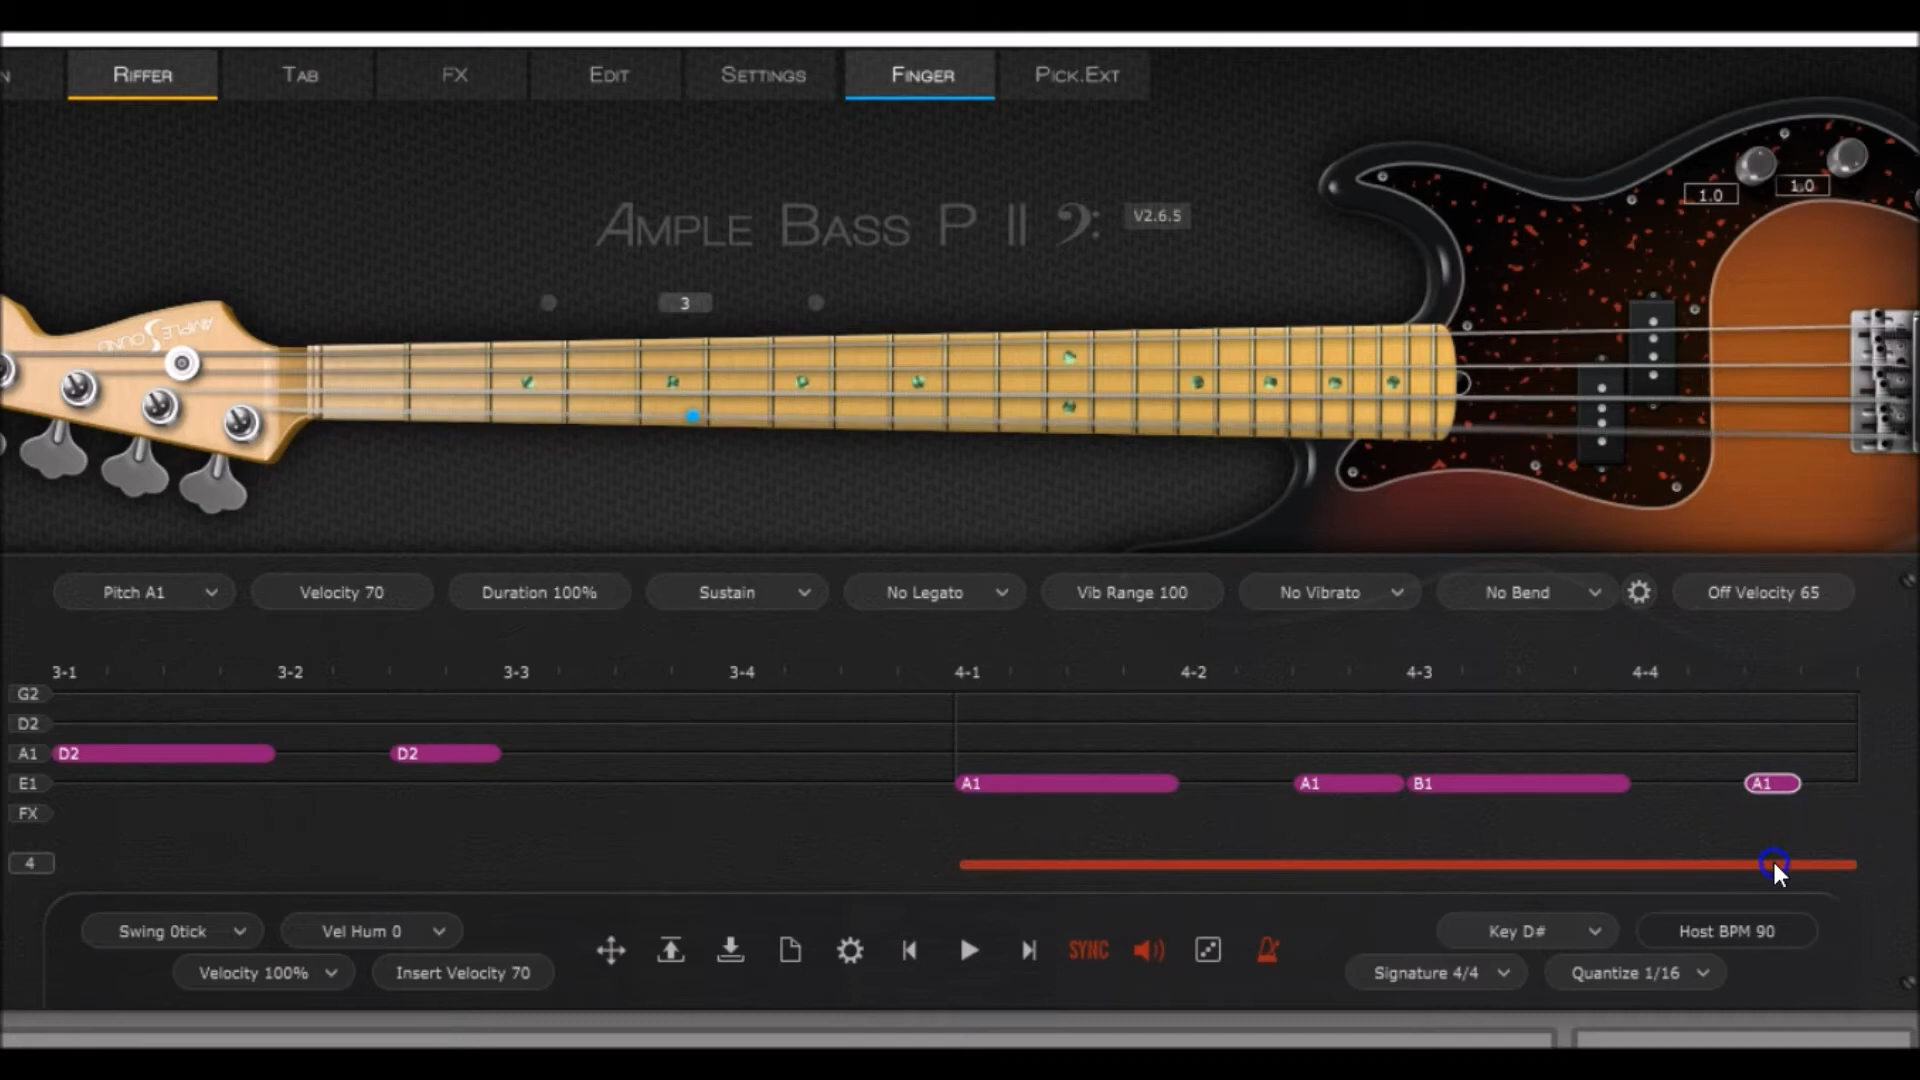 N RIFFER TAB FX EDIT SETTINGS FINGER PICK.EXT
1.0 1.0
AMPLE BASS P II V2.6.5
3
AMPLE SOUND
Pitch A1 Velocity 70 Duration 100% Sustain No Legato Vib Range 100 No Vibrato No Bend Off Velocity 65
3-1 3-2 3-3 3-4 4-1 4-2 4-3 4-4
G2
D2
A1 D2 D2
E1 A1 A1 B1 A1
FX
4
Swing 0tick Vel Hum 0 SYNC Key D# Host BPM 90
Velocity 100% Insert Velocity 70 Signature 4/4 Quantize 1/16